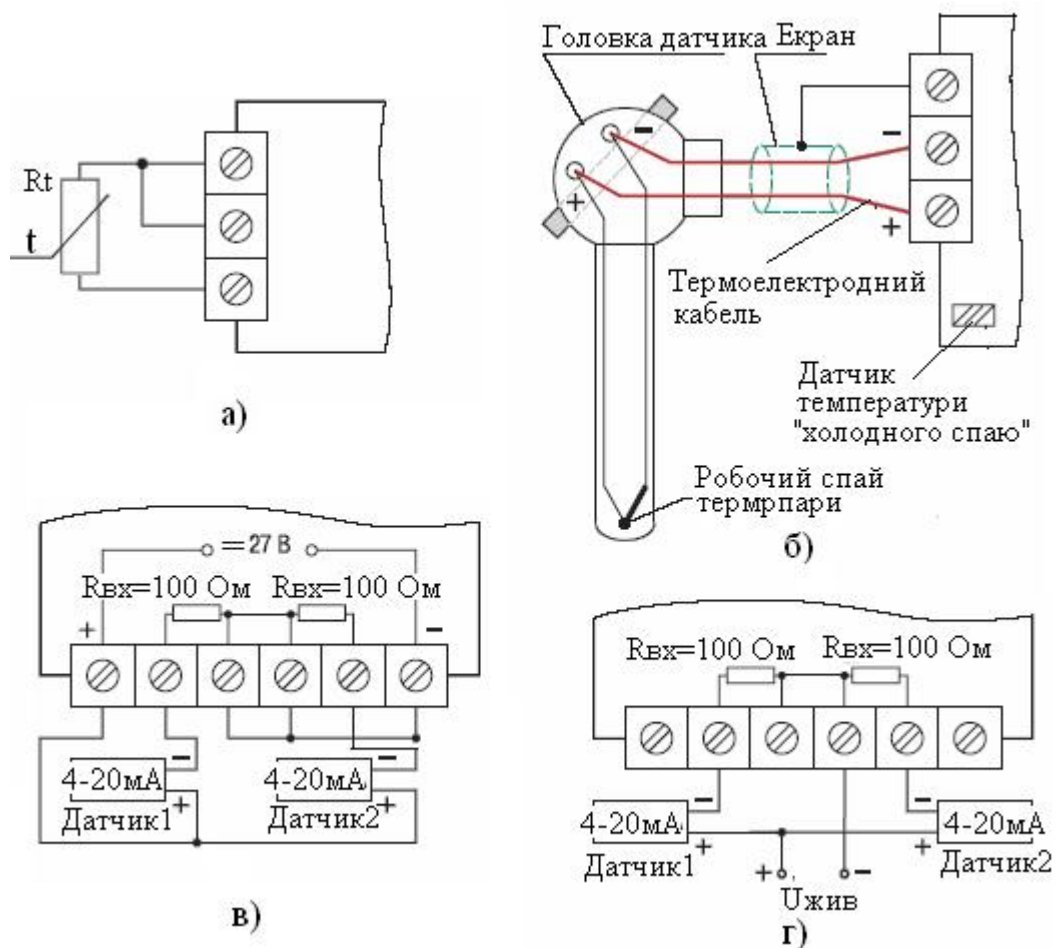 Rt
t
а)
Головка датчика Екран
-
+
-
+
Термоелектродний
кабель
Датчик
температури
"холодного спаю"
Робочий спай
термрпари
б)
= 27 В
Rвх=100 Ом Rвх=100 Ом
+
-
4-20мА
-
+
Датчик1
4-20мА
-
+
Датчик2
в)
Rвх=100 Ом Rвх=100 Ом
4-20мА
-
+
Датчик1
-
+
4-20мА
Датчик2
+ -
Uжив
г)